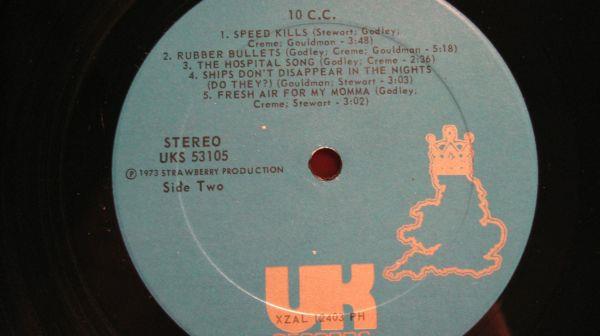 10 C.C.
1. SPEED KILLS (Stewart; Godley;
Creme; Gouldman - 3:48)
2. RUBBER BULLETS (Godley; Creme; Gouldman - 5:18)
3. THE HOSPITAL SONG (Godley; Creme - 2:36)
4. SHIPS DON'T DISAPPEAR IN THE NIGHTS
(DO THEY?) (Gouldman; Stewart - 3:03)
5. FRESH AIR FOR MY MOMMA (Godley;
Creme; Stewart - 3:02)
STEREO
UKS 53105
Ⓟ 1973 STRAWBERRY PRODUCTION
Side Two
UK
XZAL 12403 PH